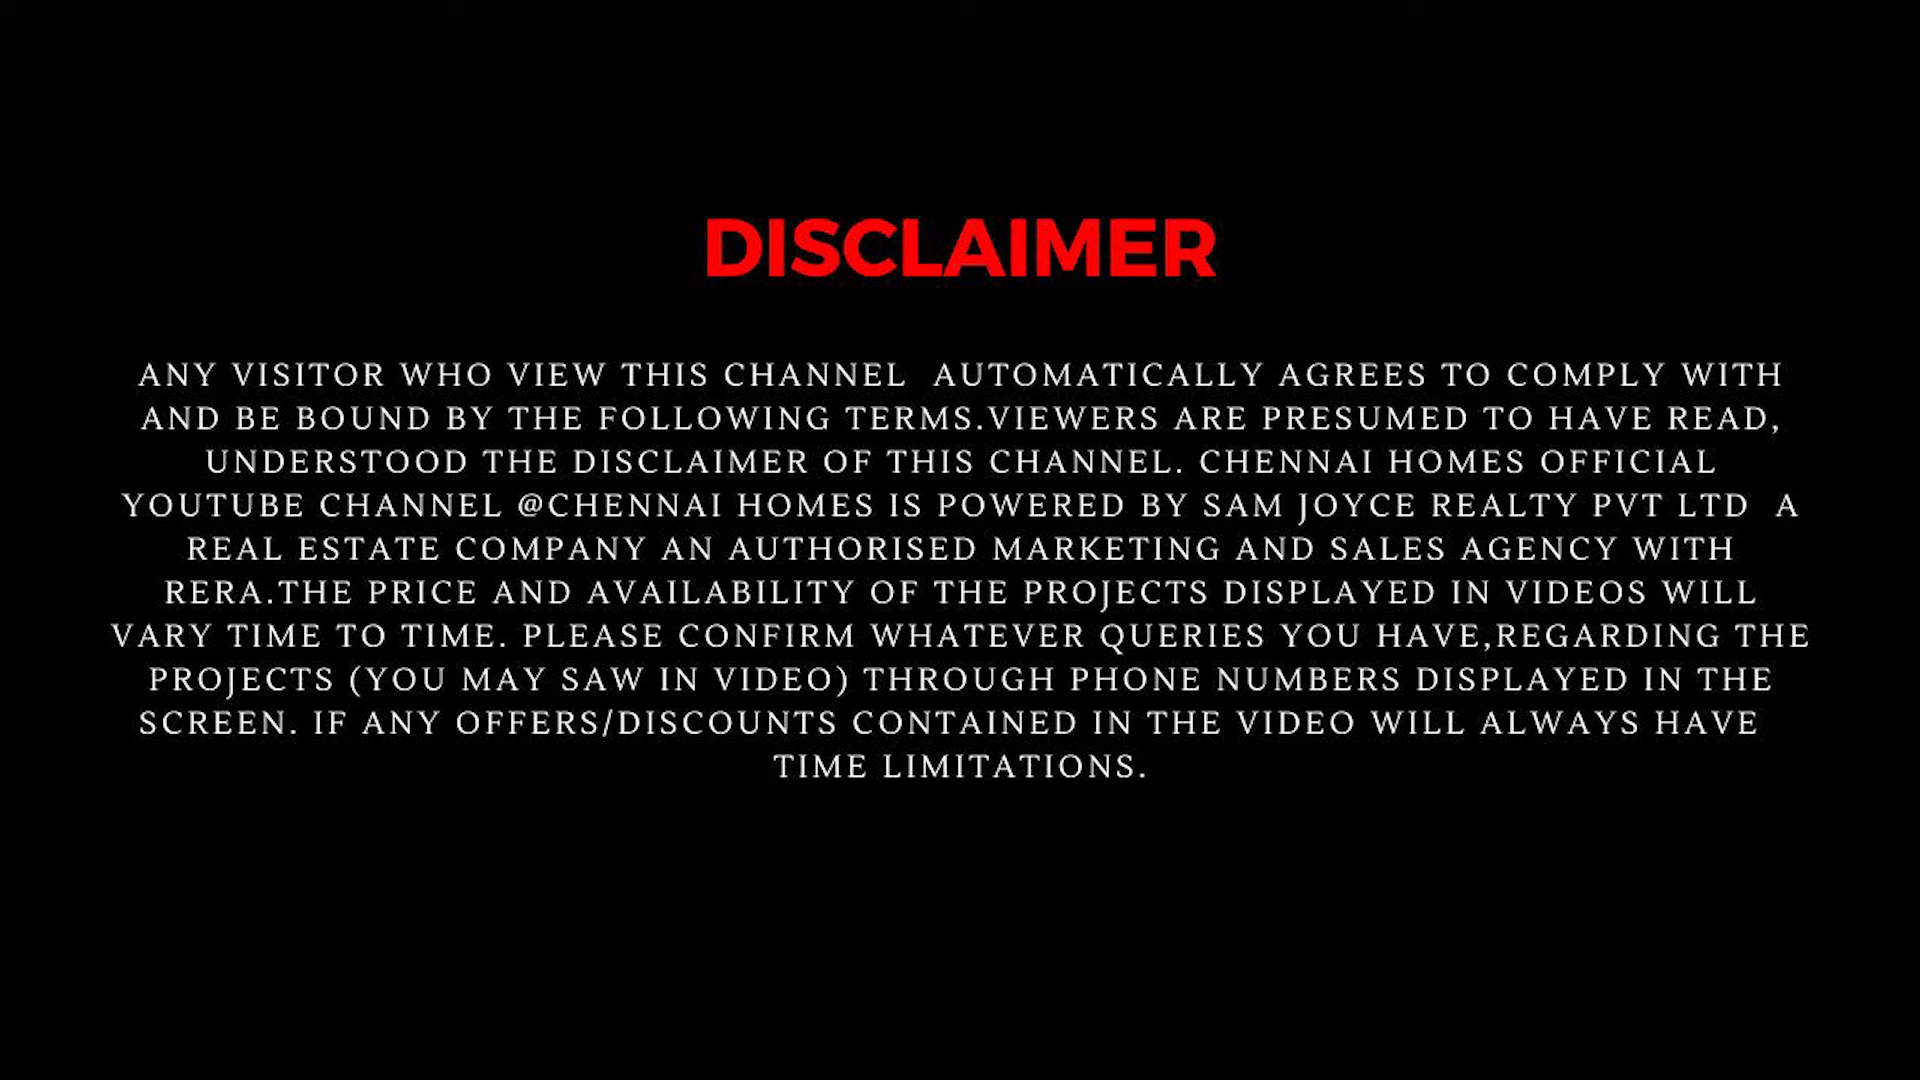 DISCLAIMER
ANY VISITOR WHO VIEW THIS CHANNEL AUTOMATICALLY AGREES TO COMPLY WITH
AND BE BOUND BY THE FOLLOWING TERMS.VIEWERS ARE PRESUMED TO HAVE READ,
UNDERSTOOD THE DISCLAIMER OF THIS CHANNEL. CHENNAI HOMES OFFICIAL
YOUTUBE CHANNEL @CHENNAI HOMES IS POWERED BY SAM JOYCE REALTY PVT LTD A
REAL ESTATE COMPANY AN AUTHORISED MARKETING AND SALES AGENCY WITH
RERA.THE PRICE AND AVAILABILITY OF THE PROJECTS DISPLAYED IN VIDEOS WILL
VARY TIME TO TIME. PLEASE CONFIRM WHATEVER QUERIES YOU HAVE,REGARDING THE
PROJECTS (YOU MAY SAW IN VIDEO) THROUGH PHONE NUMBERS DISPLAYED IN THE
SCREEN. IF ANY OFFERS/DISCOUNTS CONTAINED IN THE VIDEO WILL ALWAYS HAVE
TIME LIMITATIONS.